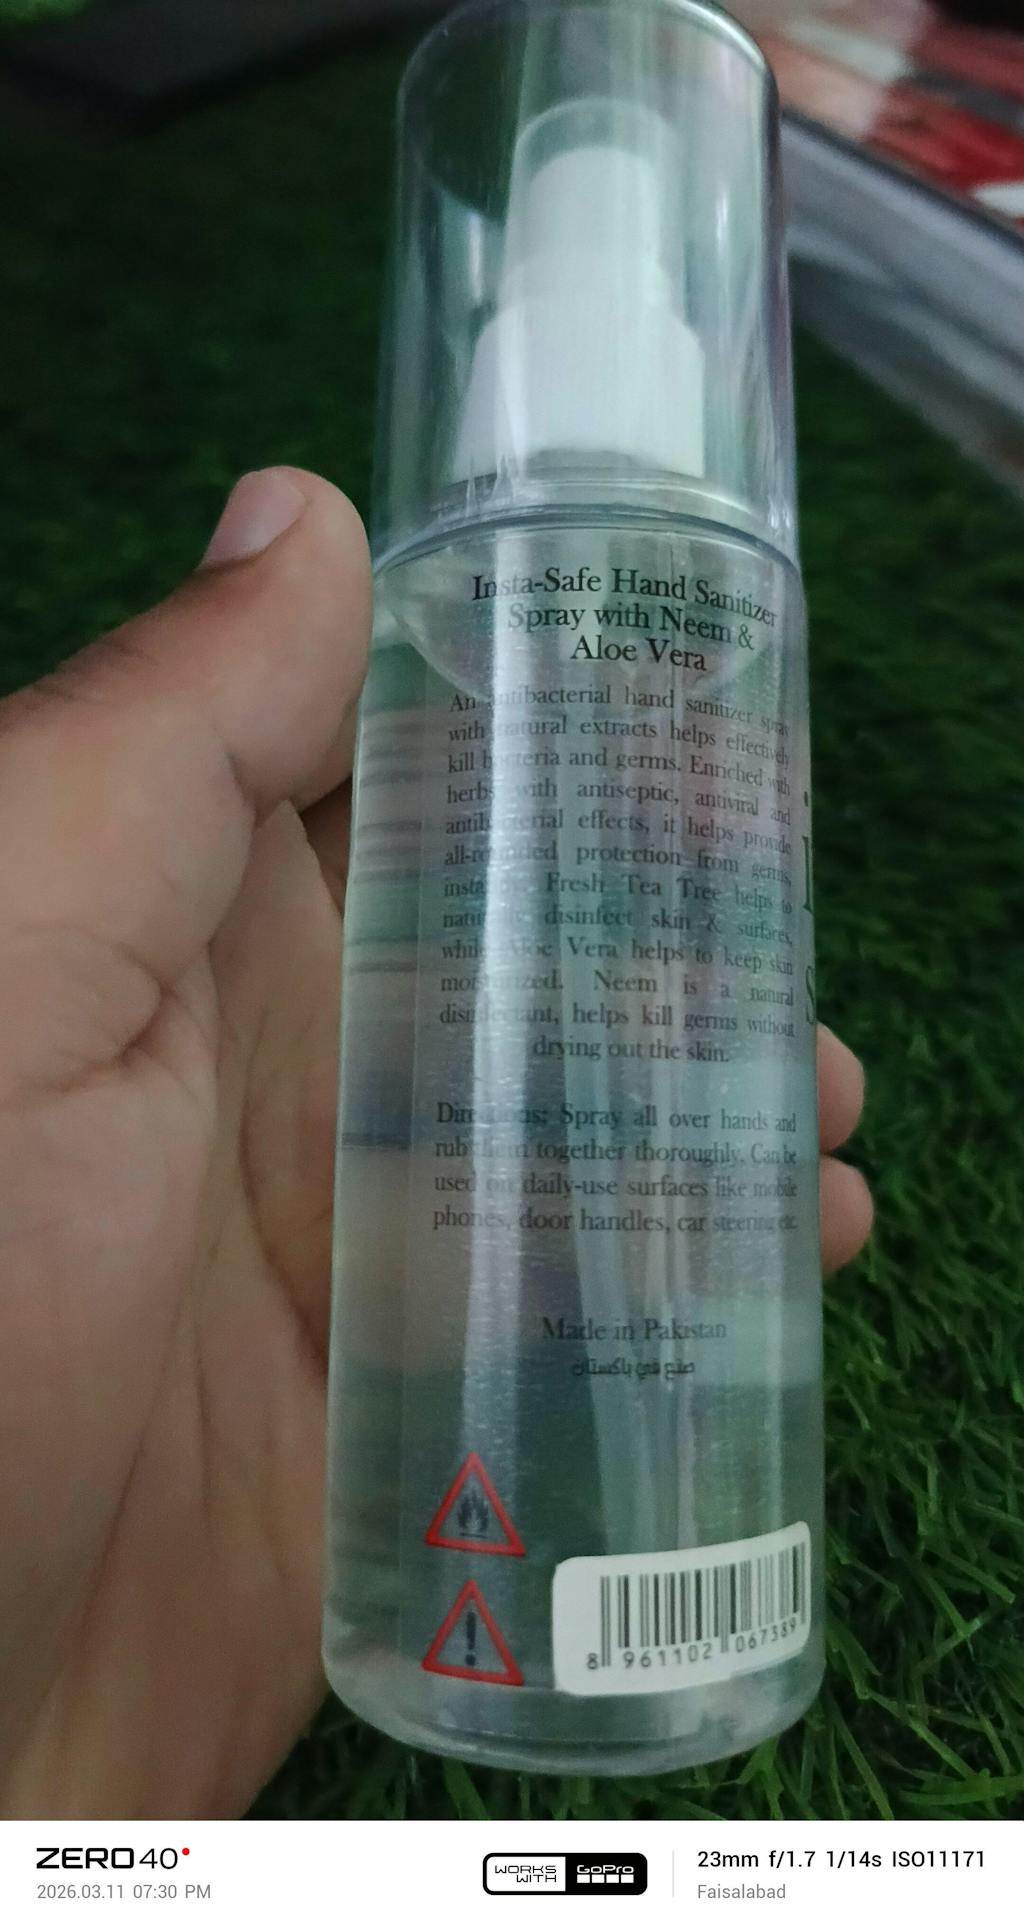 Insta-Safe Hand Sanitizer
Spray with Neem &
Aloe Vera
An antibacterial hand sanitizer spray
with natural extracts helps effectively
kill bacteria and germs. Enriched with
herbs with antiseptic, antiviral and
antibacterial effects, it helps provide
all-rounded protection from germs,
instantly. Fresh Tea Tree helps to
naturally disinfect skin & surfaces,
while Aloe Vera helps to keep skin
moisturized. Neem is a natural
disinfectant, helps kill germs without
drying out the skin.
Directions: Spray all over hands and
rub them together thoroughly. Can be
used on daily-use surfaces like mobile
phones, door handles, car steering etc.
Made in Pakistan
صنع في باكستان
8 961102 067389
ZERO 40
2026.03.11 07:30 PM
WORKS WITH GoPro
23mm f/1.7 1/14s ISO11171
Faisalabad